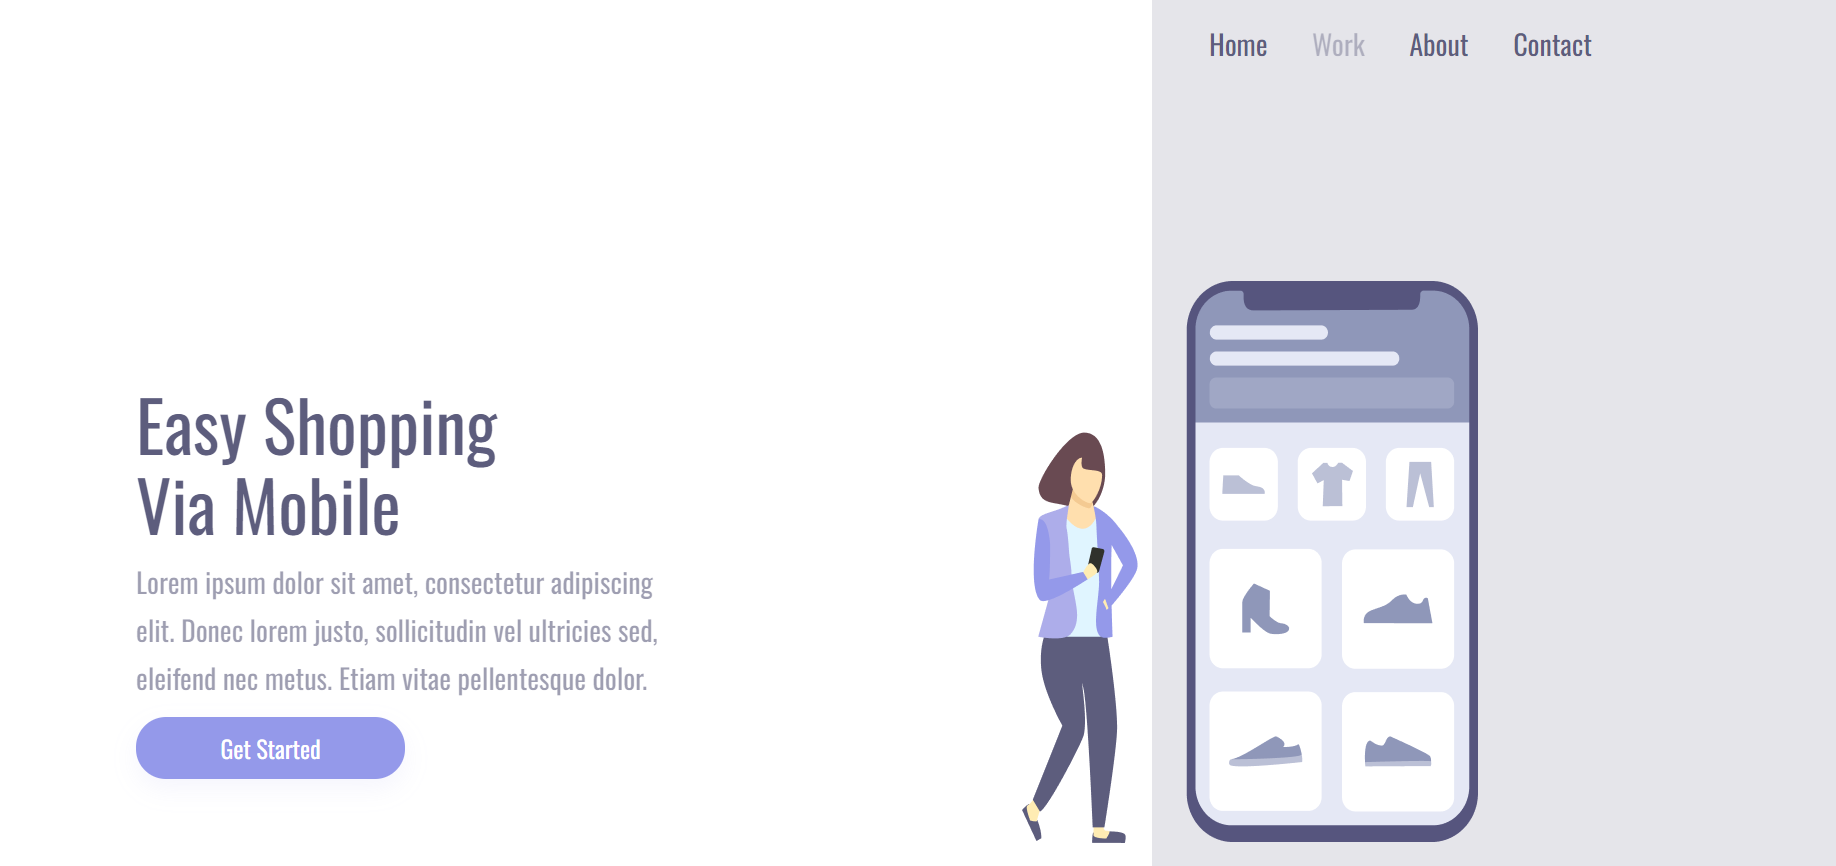 Home Work About Contact
Easy Shopping
Via Mobile
Lorem ipsum dolor sit amet, consectetur adipiscing
elit. Donec lorem justo, sollicitudin vel ultricies sed,
eleifend nec metus. Etiam vitae pellentesque dolor.
Get Started